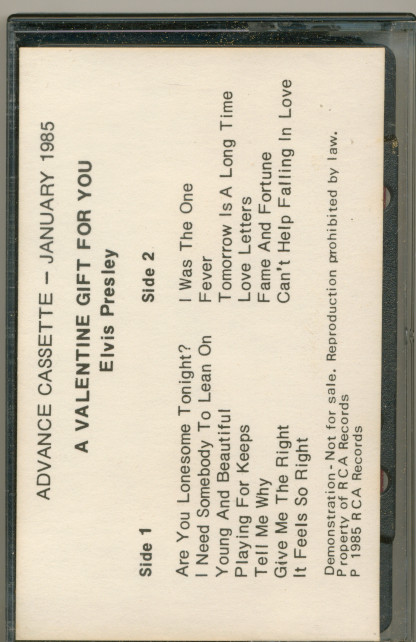 ADVANCE CASSETTE – JANUARY 1985
A VALENTINE GIFT FOR YOU
Elvis Presley
Side 1
Are You Lonesome Tonight?
I Need Somebody To Lean On
Young And Beautiful
Playing For Keeps
Tell Me Why
Give Me The Right
It Feels So Right
Side 2
I Was The One
Fever
Tomorrow Is A Long Time
Love Letters
Fame And Fortune
Can't Help Falling In Love
Demonstration - Not for sale. Reproduction prohibited by law.
Property of RCA Records
P 1985 RCA Records